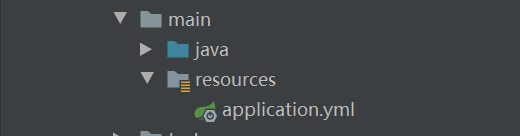 main
java
resources
application.yml